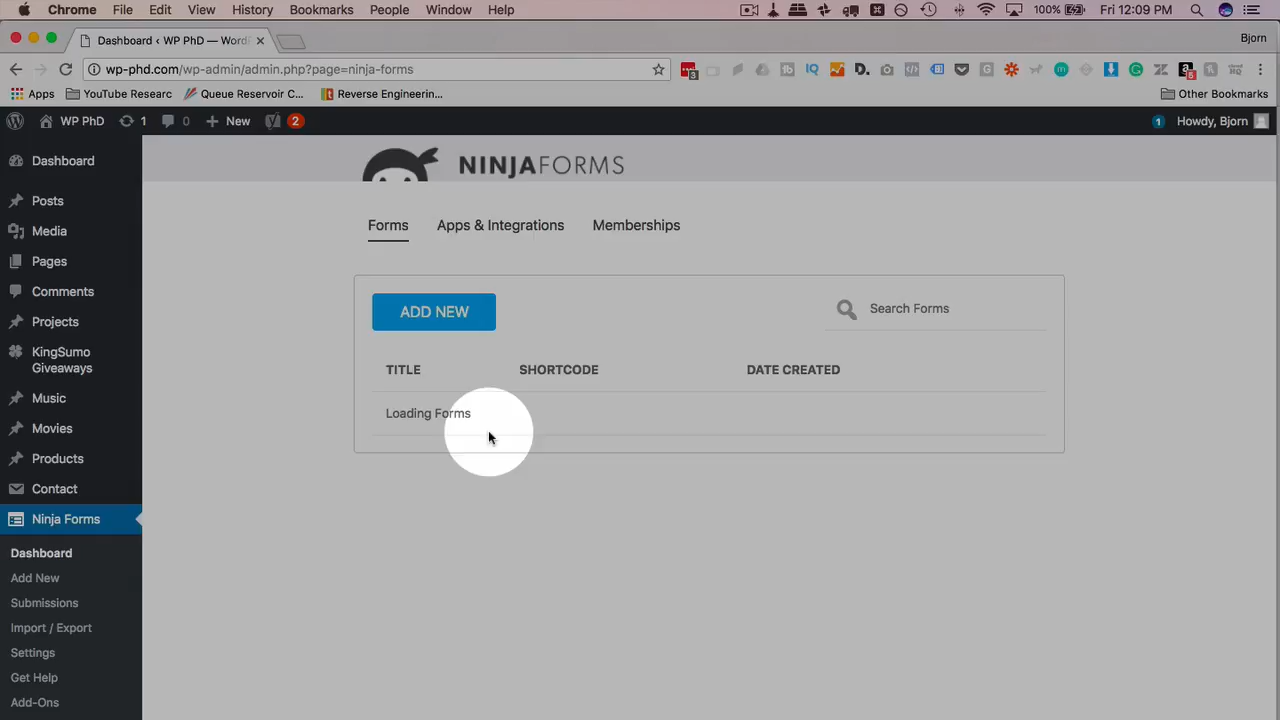 Chrome File Edit View History Bookmarks People Window Help 100% Fri 12:09 PM
Dashboard ‹ WP PhD — WordP Bjorn
wp-phd.com/wp-admin/admin.php?page=ninja-forms
Apps YouTube Researc Queue Reservoir C... Reverse Engineerin... Other Bookmarks
WP PhD 1 0 New 2 1 Howdy, Bjorn
NINJAFORMS
Dashboard
Posts
Media
Pages
Comments
Projects
KingSumo
Giveaways
Music
Movies
Products
Contact
Ninja Forms
Dashboard
Add New
Submissions
Import / Export
Settings
Get Help
Add-Ons
Forms Apps & Integrations Memberships
ADD NEW Search Forms
TITLE SHORTCODE DATE CREATED
Loading Forms